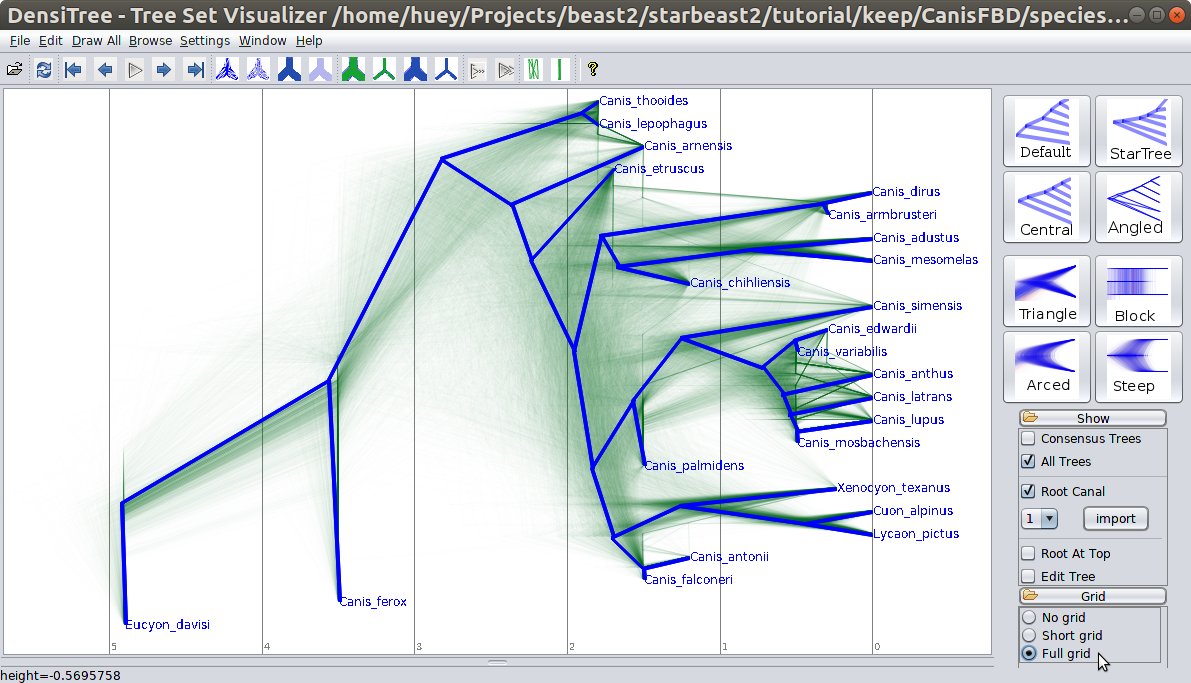 DensiTree - Tree Set Visualizer /home/huey/Projects/beast2/starbeast2/tutorial/keep/CanisFBD/species...
File Edit Draw All Browse Settings Window Help
?
Canis_thooides
Canis_lepophagus
Canis_arnensis
Canis_etruscus
Canis_dirus
Canis_armbrusteri
Canis_adustus
Canis_mesomelas
Canis_chihliensis
Canis_simensis
Canis_edwardii
Canis_variabilis
Canis_anthus
Canis_latrans
Canis_lupus
Canis_mosbachensis
Canis_palmidens
Xenocyon_texanus
Cuon_alpinus
Lycaon_pictus
Canis_antonii
Canis_falconeri
Canis_ferox
Eucyon_davisi
5 4 3 2 1 0
Default StarTree
Central Angled
Triangle Block
Arced Steep
Show
Consensus Trees
All Trees
Root Canal
1 import
Root At Top
Edit Tree
Grid
No grid
Short grid
Full grid
height=-0.5695758